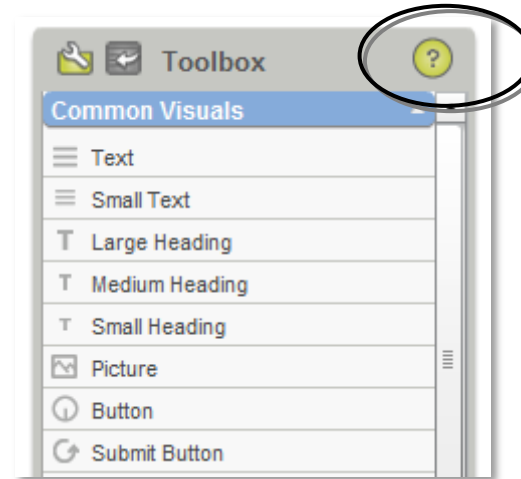 Toolbox
?
Common Visuals
Text
Small Text
T Large Heading
T Medium Heading
T Small Heading
Picture
Button
Submit Button